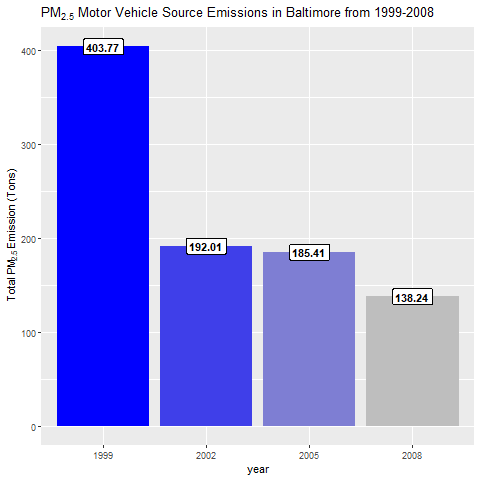 PM2.5 Motor Vehicle Source Emissions in Baltimore from 1999-2008
Total PM2.5 Emission (Tons)
400
300
200
100
0
403.77
192.01
185.41
138.24
1999 2002 2005 2008
year